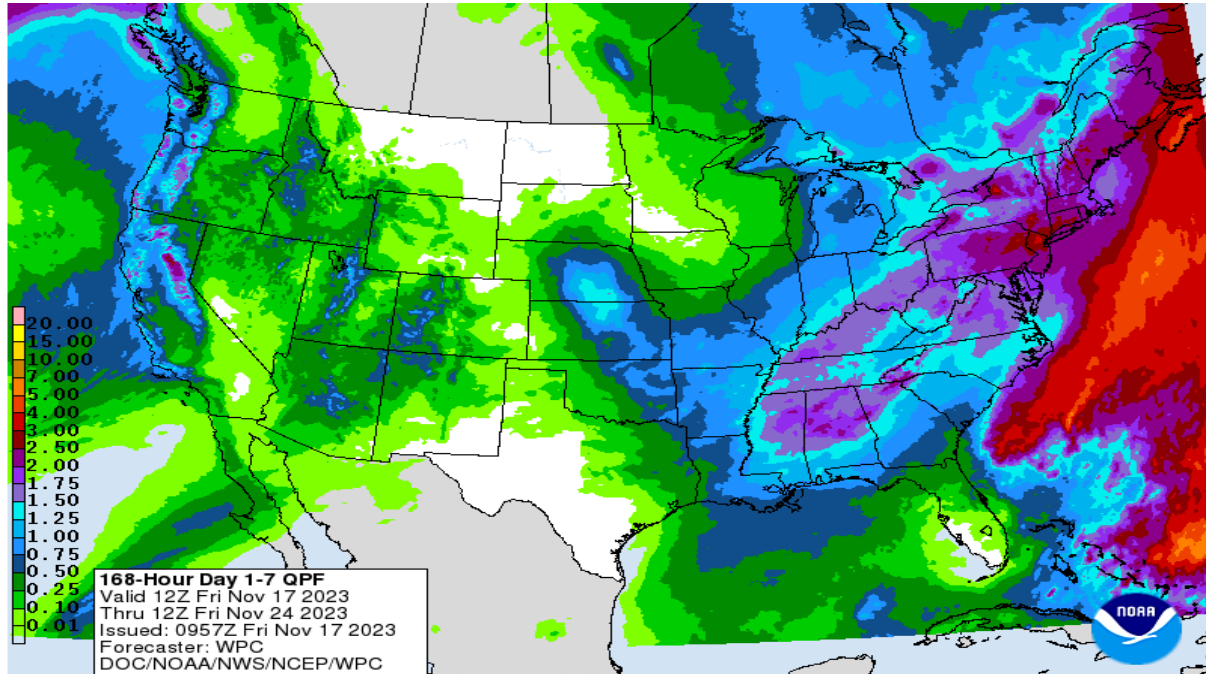 20.00
15.00
10.00
7.00
5.00
4.00
3.00
2.50
2.00
1.75
1.50
1.25
1.00
0.75
0.50
0.25
0.10
0.01
168-Hour Day 1-7 QPF
Valid 12Z Fri Nov 17 2023
Thru 12Z Fri Nov 24 2023
Issued: 0957Z Fri Nov 17 2023
Forecaster: WPC
DOC/NOAA/NWS/NCEP/WPC
NOAA